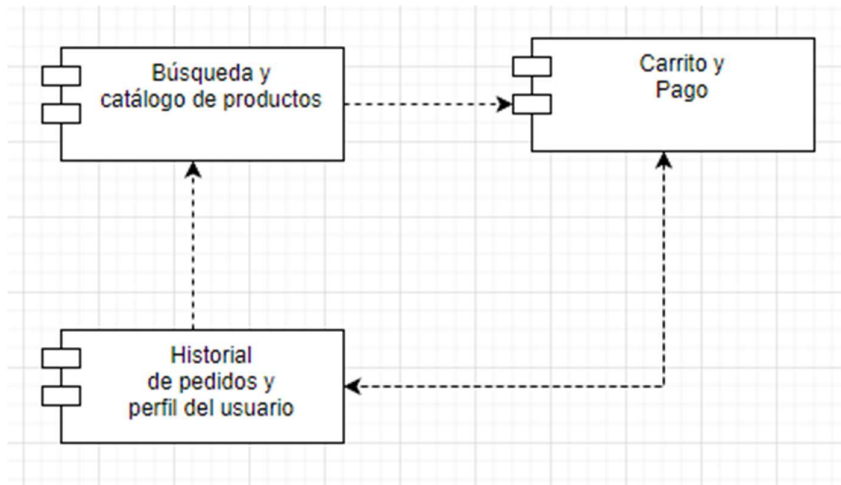 Búsqueda y
catálogo de productos
Carrito y
Pago
Historial
de pedidos y
perfil del usuario